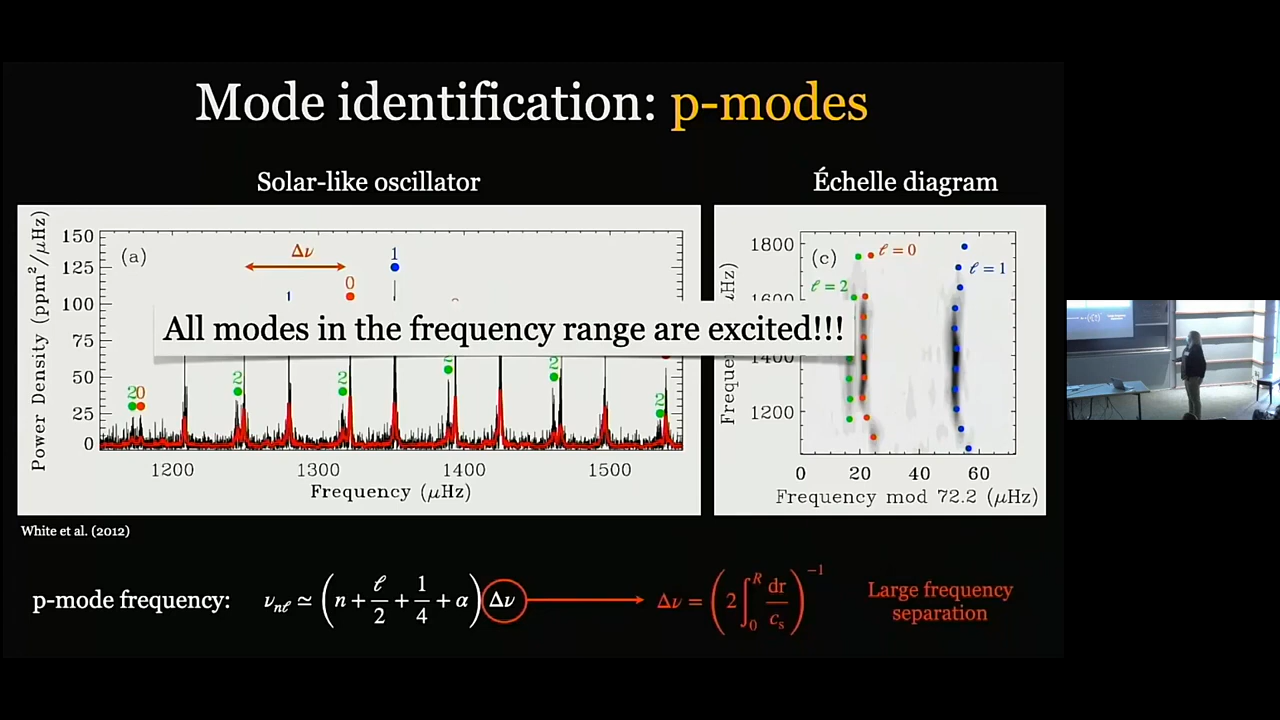 Mode identification: p-modes
Solar-like oscillator
Échelle diagram
150
125
100
75
50
25
0
Power Density (ppm²/μHz)
(a)
Δν
1
0
1
2
0
2
2
2
2
2
1200
1300
1400
1500
Frequency (μHz)
All modes in the frequency range are excited!!!
1800
1600
1400
1200
(c)
ℓ = 0
ℓ = 1
ℓ = 2
0
20
40
60
Frequency mod 72.2 (μHz)
White et al. (2012)
p-mode frequency: ν_nℓ ≃ (n + ℓ/2 + 1/4 + α) Δν
Δν = (2 ∫₀ᴿ dr/c_s)⁻¹
Large frequency
separation